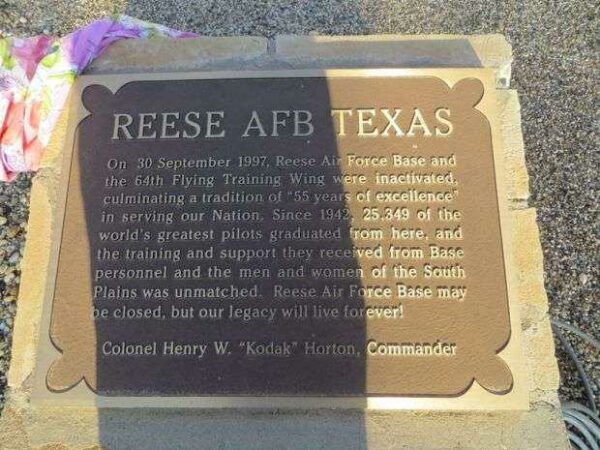 REESE AFB TEXAS
On 30 September 1997, Reese Air Force Base and
the 64th Flying Training Wing were inactivated,
culminating a tradition of "55 years of excellence"
in serving our Nation. Since 1942, 25,349 of the
world's greatest pilots graduated from here, and
the training and support they received from Base
personnel and the men and women of the South
Plains was unmatched. Reese Air Force Base may
be closed, but our legacy will live forever!
Colonel Henry W. "Kodak" Horton, Commander